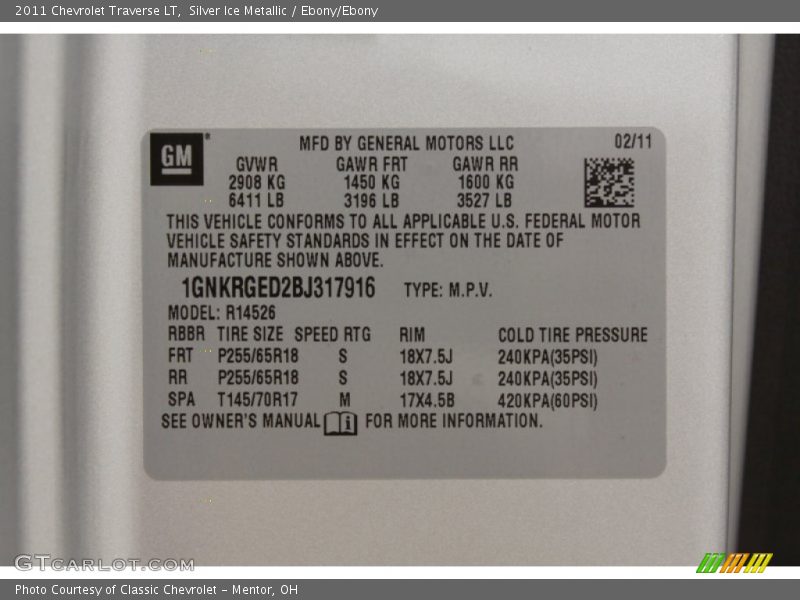 2011 Chevrolet Traverse LT, Silver Ice Metallic / Ebony/Ebony
GM
MFD BY GENERAL MOTORS LLC 02/11
GVWR GAWR FRT GAWR RR
2908 KG 1450 KG 1600 KG
6411 LB 3196 LB 3527 LB
THIS VEHICLE CONFORMS TO ALL APPLICABLE U.S. FEDERAL MOTOR
VEHICLE SAFETY STANDARDS IN EFFECT ON THE DATE OF
MANUFACTURE SHOWN ABOVE.
1GNKRGED2BJ317916 TYPE: M.P.V.
MODEL: R14526
RBBR TIRE SIZE SPEED RTG RIM COLD TIRE PRESSURE
FRT P255/65R18 S 18X7.5J 240KPA(35PSI)
RR P255/65R18 S 18X7.5J 240KPA(35PSI)
SPA T145/70R17 M 17X4.5B 420KPA(60PSI)
SEE OWNER'S MANUAL i FOR MORE INFORMATION.
GTCARLOT.COM
Photo Courtesy of Classic Chevrolet - Mentor, OH